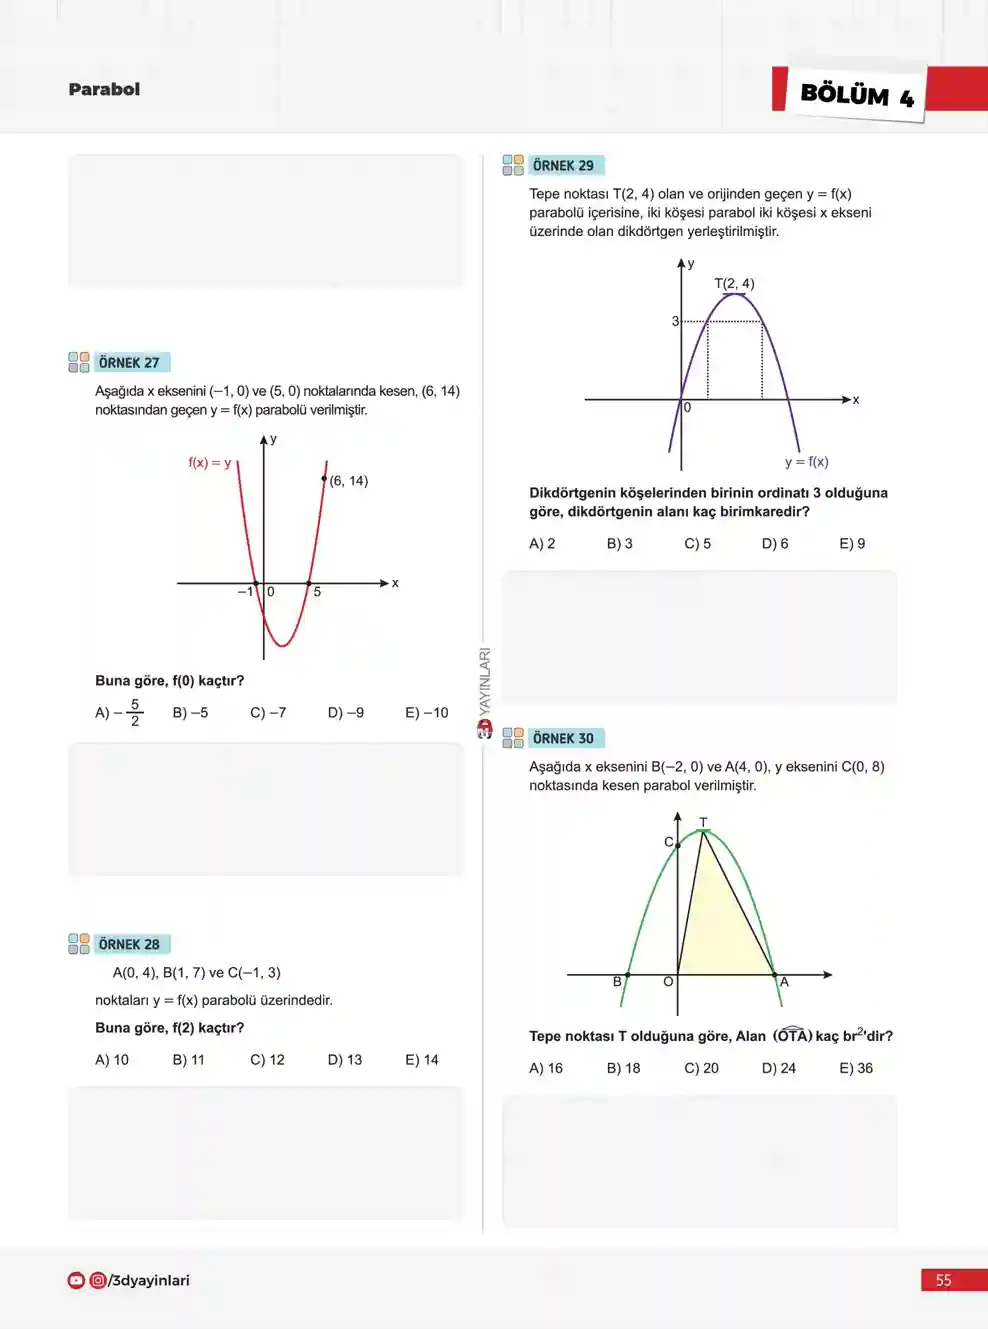 Parabol
BÖLÜM 4
ÖRNEK 27
Aşağıda x eksenini (−1, 0) ve (5, 0) noktalarında kesen, (6, 14)
noktasından geçen y = f(x) parabolü verilmiştir.
y
f(x) = y
(6, 14)
−1 0 5 x
Buna göre, f(0) kaçtır?
A) −5/2 B) −5 C) −7 D) −9 E) −10
ÖRNEK 28
A(0, 4), B(1, 7) ve C(−1, 3)
noktaları y = f(x) parabolü üzerindedir.
Buna göre, f(2) kaçtır?
A) 10 B) 11 C) 12 D) 13 E) 14
YAYINLARI
ÖRNEK 29
Tepe noktası T(2, 4) olan ve orijinden geçen y = f(x)
parabolü içerisine, iki köşesi parabol iki köşesi x ekseni
üzerinde olan dikdörtgen yerleştirilmiştir.
y
T(2, 4)
3
0 x
y = f(x)
Dikdörtgenin köşelerinden birinin ordinatı 3 olduğuna
göre, dikdörtgenin alanı kaç birimkaredir?
A) 2 B) 3 C) 5 D) 6 E) 9
ÖRNEK 30
Aşağıda x eksenini B(−2, 0) ve A(4, 0), y eksenini C(0, 8)
noktasında kesen parabol verilmiştir.
T
C
B O A
Tepe noktası T olduğuna göre, Alan (OTA) kaç br²'dir?
A) 16 B) 18 C) 20 D) 24 E) 36
/3dyayinlari
55